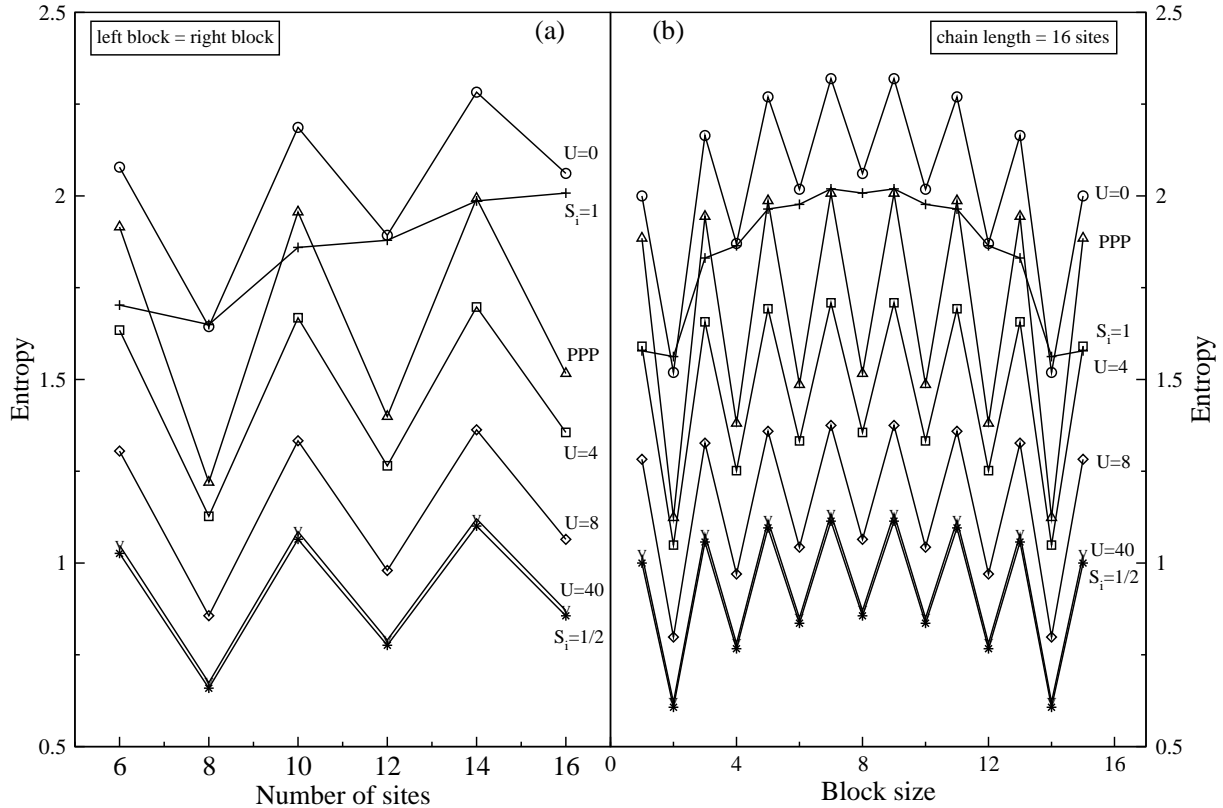 2.5
2
1.5
1
0.5
Entropy
left block = right block
(a)
U=0
S_i=1
PPP
U=4
U=8
U=40
S_i=1/2
6 8 10 12 14 16
Number of sites
(b)
chain length = 16 sites
U=0
PPP
S_i=1
U=4
U=8
U=40
S_i=1/2
0 4 8 12 16
Block size
2.5
2
1.5
1
0.5
Entropy